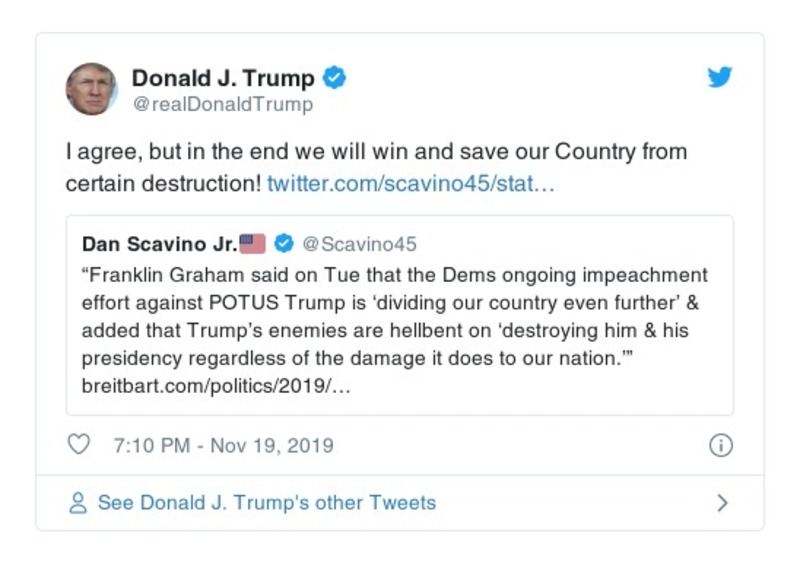 Donald J. Trump
@realDonaldTrump
I agree, but in the end we will win and save our Country from
certain destruction! twitter.com/scavino45/stat…
Dan Scavino Jr.🇺🇸 @Scavino45
“Franklin Graham said on Tue that the Dems ongoing impeachment
effort against POTUS Trump is ‘dividing our country even further’ &
added that Trump’s enemies are hellbent on ‘destroying him & his
presidency regardless of the damage it does to our nation.’”
breitbart.com/politics/2019/…
7:10 PM - Nov 19, 2019
See Donald J. Trump's other Tweets